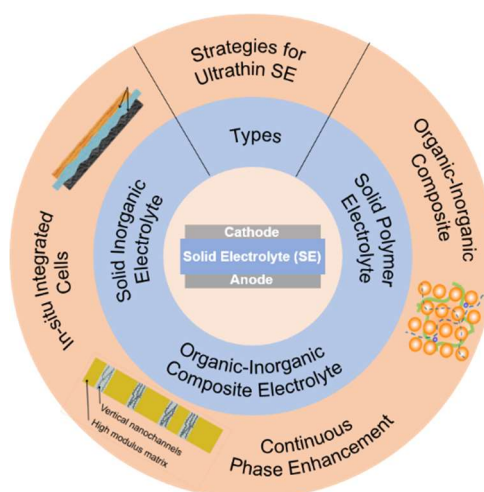 Strategies for
Ultrathin SE
Types
Organic-Inorganic
Composite
Solid Polymer
Electrolyte
Solid Inorganic
Electrolyte
In-situ Integrated
Cells
Cathode
Solid Electrolyte (SE)
Anode
Organic-Inorganic
Composite Electrolyte
Vertical nanochannels
High modulus matrix
Continuous
Phase Enhancement